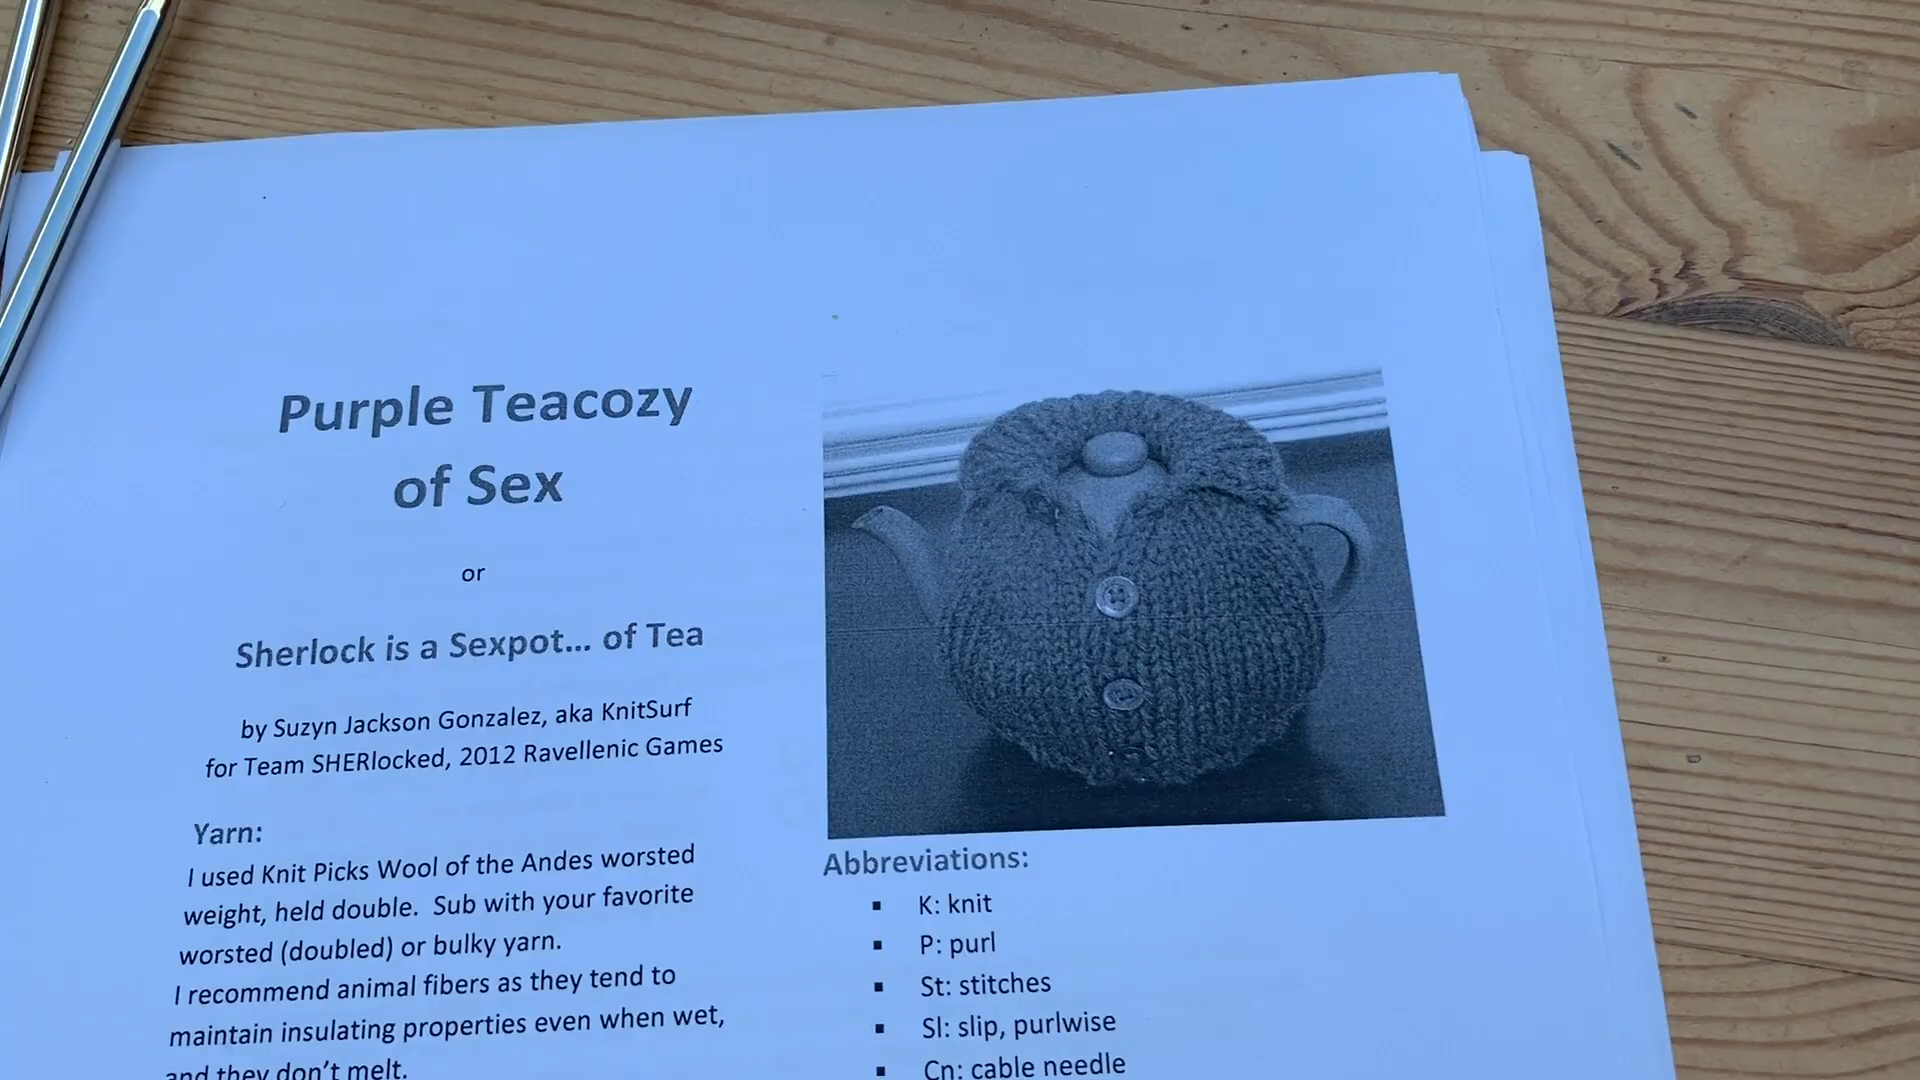 Purple Teacozy
of Sex
or
Sherlock is a Sexpot... of Tea
by Suzyn Jackson Gonzalez, aka KnitSurf
for Team SHERlocked, 2012 Ravellenic Games
Yarn:
I used Knit Picks Wool of the Andes worsted
weight, held double.  Sub with your favorite
worsted (doubled) or bulky yarn.
I recommend animal fibers as they tend to
maintain insulating properties even when wet,
and they don't melt.
Abbreviations:
▪ K: knit
▪ P: purl
▪ St: stitches
▪ Sl: slip, purlwise
▪ Cn: cable needle